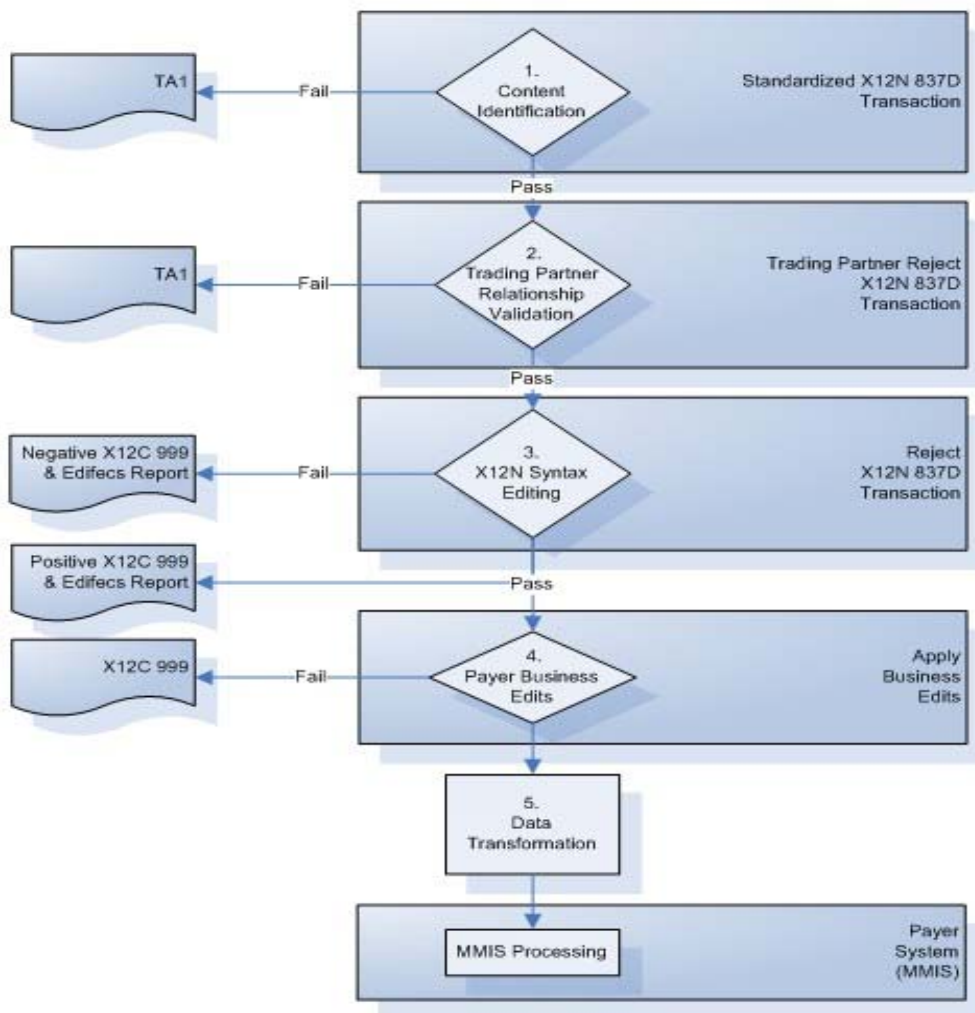 TA1
Fail
1.
Content
Identification
Standardized X12N 837D
Transaction
Pass
TA1
Fail
2.
Trading Partner
Relationship
Validation
Trading Partner Reject
X12N 837D
Transaction
Pass
Negative X12C 999
& Edifecs Report
Fail
3.
X12N Syntax
Editing
Reject
X12N 837D
Transaction
Positive X12C 999
& Edifecs Report
Pass
X12C 999
Fail
4.
Payer Business
Edits
Apply
Business
Edits
5.
Data
Transformation
MMIS Processing
Payer
System
(MMIS)